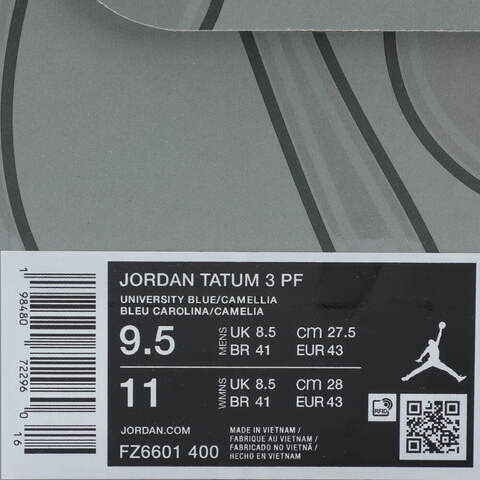 JORDAN TATUM 3 PF
UNIVERSITY BLUE/CAMELLIA
BLEU CAROLINA/CAMELIA
9.5 MENS UK 8.5 CM 27.5
BR 41 EUR 43
11 WMNS UK 8.5 CM 28
BR 41 EUR 43
JORDAN.COM
FZ6601 400
MADE IN VIETNAM /
FABRIQUE AU VIETNAM /
FABRICADO NO VIETNÃ /
HECHO EN VIETNAM
RFID
1 98480 72296 0 16